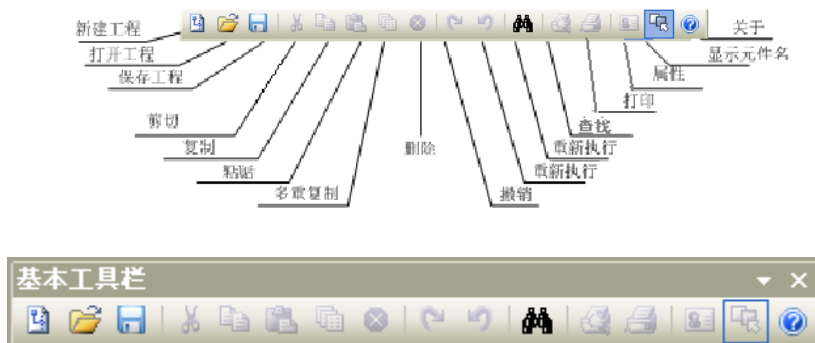 新建工程
关于
打开工程
显示元件名
保存工程
属性
打印
剪切
查找
复制
删除
重新执行
粘贴
重新执行
多重复制
撤销
基本工具栏